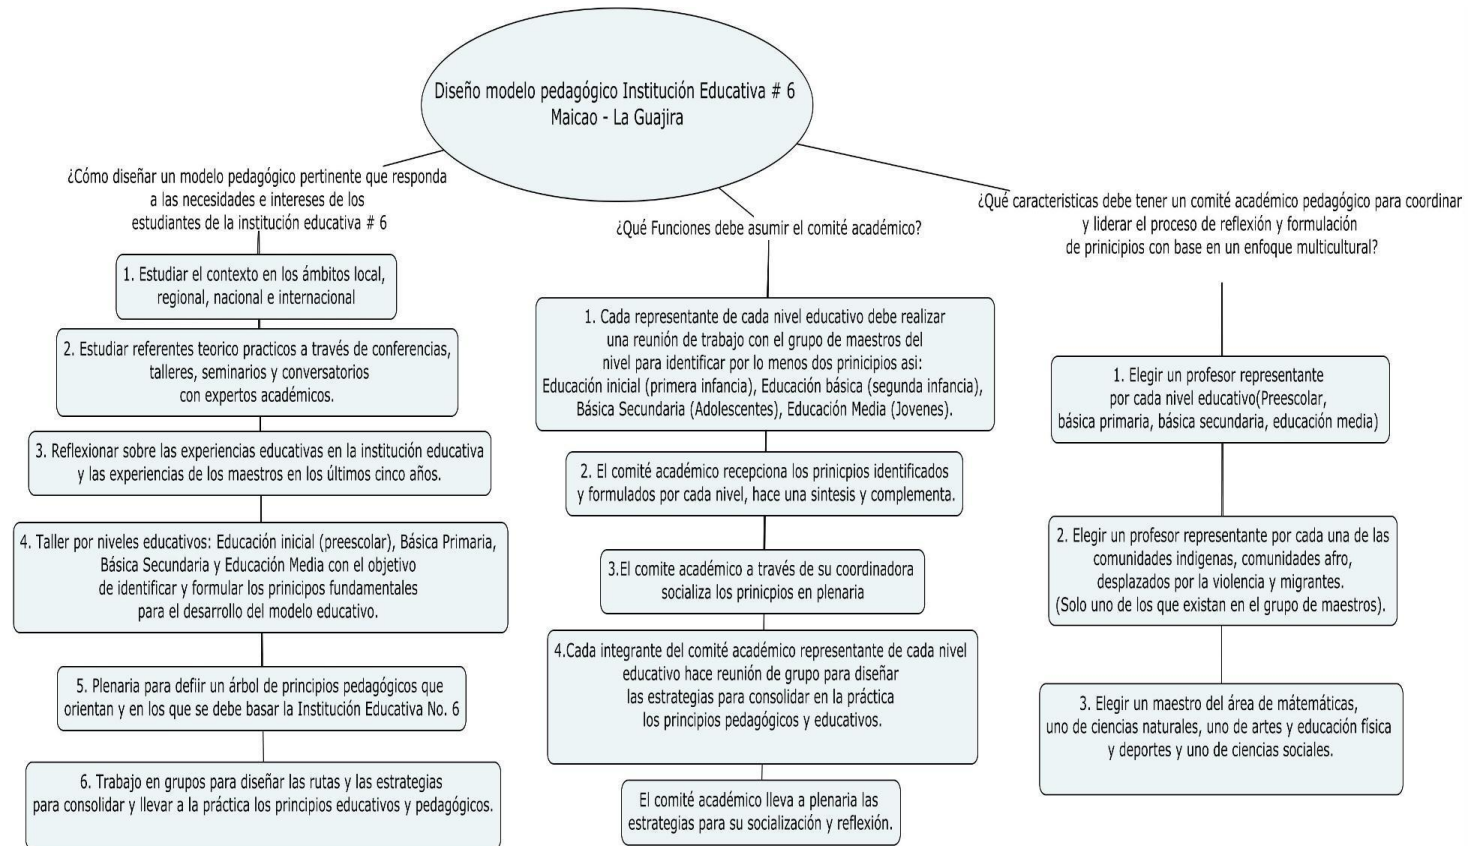 Diseño modelo pedagógico Institución Educativa # 6
Maicao - La Guajira
¿Cómo diseñar un modelo pedagógico pertinente que responda
a las necesidades e intereses de los
estudiantes de la institución educativa # 6
1. Estudiar el contexto en los ámbitos local,
regional, nacional e internacional
2. Estudiar referentes teorico practicos a través de conferencias,
talleres, seminarios y conversatorios
con expertos académicos.
3. Reflexionar sobre las experiencias educativas en la institución educativa
y las experiencias de los maestros en los últimos cinco años.
4. Taller por niveles educativos: Educación inicial (preescolar), Básica Primaria,
Básica Secundaria y Educación Media con el objetivo
de identificar y formular los prinicipos fundamentales
para el desarrollo del modelo educativo.
5. Plenaria para defiir un árbol de principios pedagógicos que
orientan y en los que se debe basar la Institución Educativa No. 6
6. Trabajo en grupos para diseñar las rutas y las estrategias
para consolidar y llevar a la práctica los principios educativos y pedagógicos.
¿Qué Funciones debe asumir el comité académico?
1. Cada representante de cada nivel educativo debe realizar
una reunión de trabajo con el grupo de maestros del
nivel para identificar por lo menos dos prinicipios asi:
Educación inicial (primera infancia), Educación básica (segunda infancia),
Básica Secundaria (Adolescentes), Educación Media (Jovenes).
2. El comité académico recepciona los prinicpios identificados
y formulados por cada nivel, hace una sintesis y complementa.
3.El comite académico a través de su coordinadora
socializa los prinicpios en plenaria
4.Cada integrante del comité académico representante de cada nivel
educativo hace reunión de grupo para diseñar
las estrategias para consolidar en la práctica
los principios pedagógicos y educativos.
El comité académico lleva a plenaria las
estrategias para su socialización y reflexión.
¿Qué caracteristicas debe tener un comité académico pedagógico para coordinar
y liderar el proceso de reflexión y formulación
de prinicipios con base en un enfoque multicultural?
1. Elegir un profesor representante
por cada nivel educativo(Preescolar,
básica primaria, básica secundaria, educación media)
2. Elegir un profesor representante por cada una de las
comunidades indigenas, comunidades afro,
desplazados por la violencia y migrantes.
(Solo uno de los que existan en el grupo de maestros).
3. Elegir un maestro del área de mátemáticas,
uno de ciencias naturales, uno de artes y educación física
y deportes y uno de ciencias sociales.